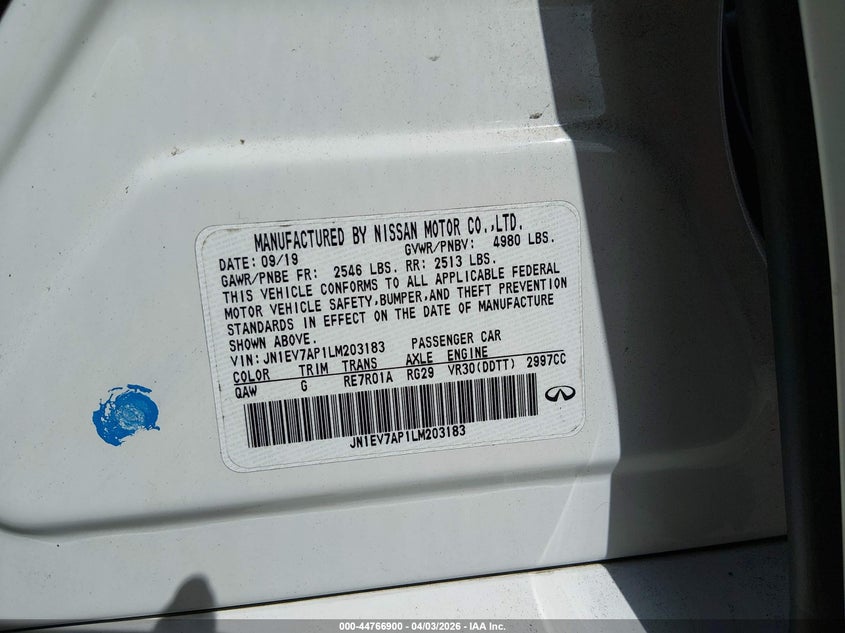 MANUFACTURED BY NISSAN MOTOR CO.,LTD.
DATE: 09/19 GVWR/PNBV: 4980 LBS.
GAWR/PNBE FR: 2546 LBS. RR: 2513 LBS.
THIS VEHICLE CONFORMS TO ALL APPLICABLE FEDERAL
MOTOR VEHICLE SAFETY,BUMPER,AND THEFT PREVENTION
STANDARDS IN EFFECT ON THE DATE OF MANUFACTURE
SHOWN ABOVE.
VIN: JN1EV7AP1LM203183 PASSENGER CAR
COLOR TRIM TRANS AXLE ENGINE
QAW G RE7R01A RG29 VR30(DDTT) 2997CC
JN1EV7AP1LM203183
000-44766900 - 04/03/2026 - IAA Inc.